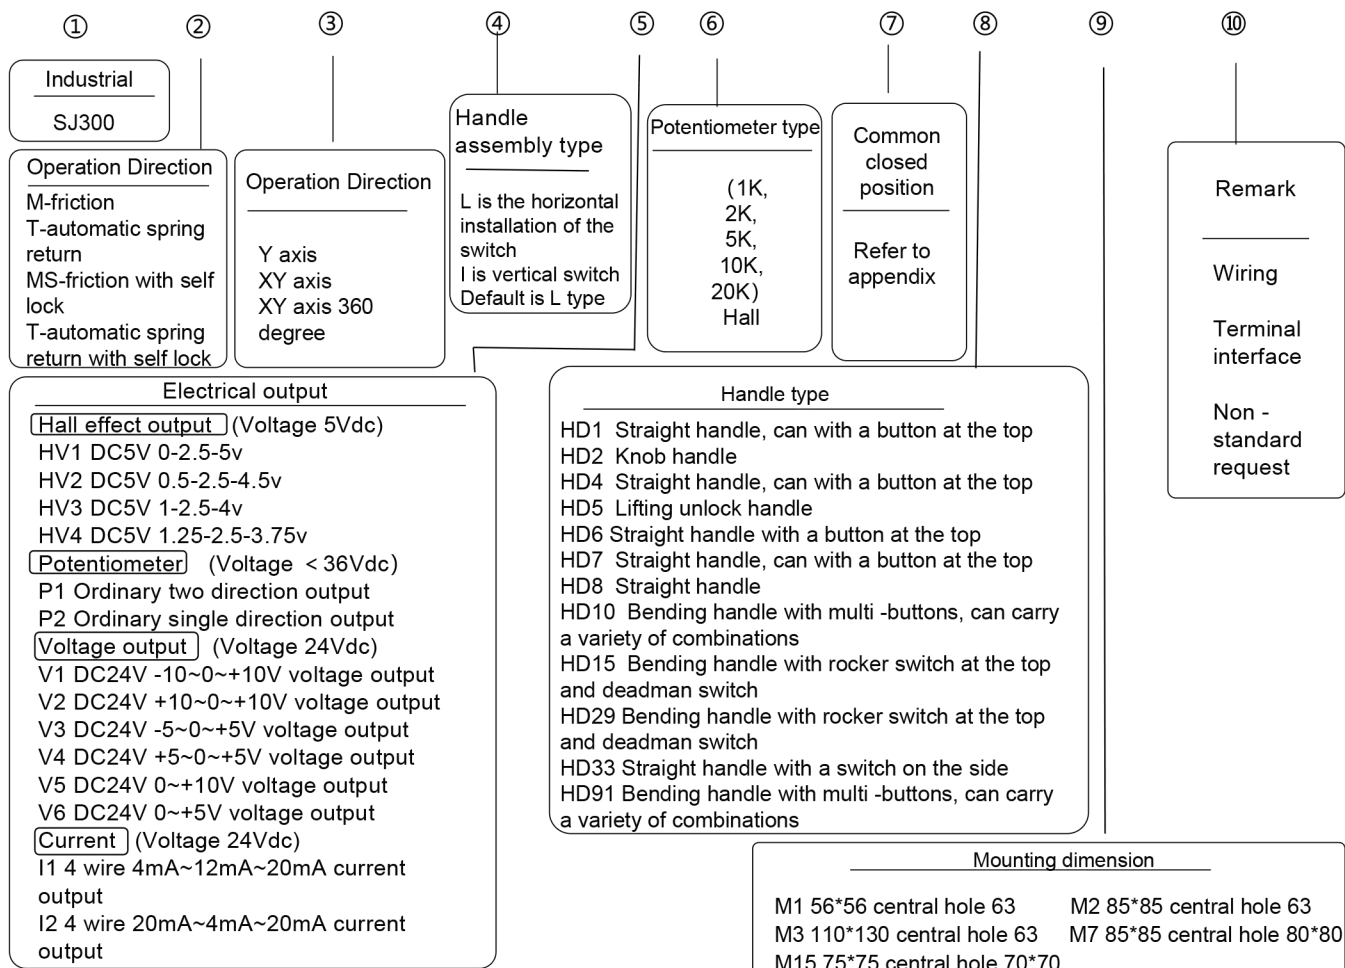 ① ② ③ ④ ⑤ ⑥ ⑦ ⑧ ⑨ ⑩
Industrial
SJ300
Operation Direction
M-friction
T-automatic spring
return
MS-friction with self
lock
T-automatic spring
return with self lock
Operation Direction
Y axis
XY axis
XY axis 360
degree
Handle
assembly type
L is the horizontal
installation of the
switch
I is vertical switch
Default is L type
Potentiometer type
(1K,
2K,
5K,
10K,
20K)
Hall
Common
closed
position
Refer to
appendix
Remark
Wiring
Terminal
interface
Non -
standard
request
Electrical output
Hall effect output (Voltage 5Vdc)
HV1 DC5V 0-2.5-5v
HV2 DC5V 0.5-2.5-4.5v
HV3 DC5V 1-2.5-4v
HV4 DC5V 1.25-2.5-3.75v
Potentiometer (Voltage < 36Vdc)
P1 Ordinary two direction output
P2 Ordinary single direction output
Voltage output (Voltage 24Vdc)
V1 DC24V -10~0~+10V voltage output
V2 DC24V +10~0~+10V voltage output
V3 DC24V -5~0~+5V voltage output
V4 DC24V +5~0~+5V voltage output
V5 DC24V 0~+10V voltage output
V6 DC24V 0~+5V voltage output
Current (Voltage 24Vdc)
I1 4 wire 4mA~12mA~20mA current
output
I2 4 wire 20mA~4mA~20mA current
output
Handle type
HD1 Straight handle, can with a button at the top
HD2 Knob handle
HD4 Straight handle, can with a button at the top
HD5 Lifting unlock handle
HD6 Straight handle with a button at the top
HD7 Straight handle, can with a button at the top
HD8 Straight handle
HD10 Bending handle with multi -buttons, can carry
a variety of combinations
HD15 Bending handle with rocker switch at the top
and deadman switch
HD29 Bending handle with rocker switch at the top
and deadman switch
HD33 Straight handle with a switch on the side
HD91 Bending handle with multi -buttons, can carry
a variety of combinations
Mounting dimension
M1 56*56 central hole 63 M2 85*85 central hole 63
M3 110*130 central hole 63 M7 85*85 central hole 80*80
M15 75*75 central hole 70*70